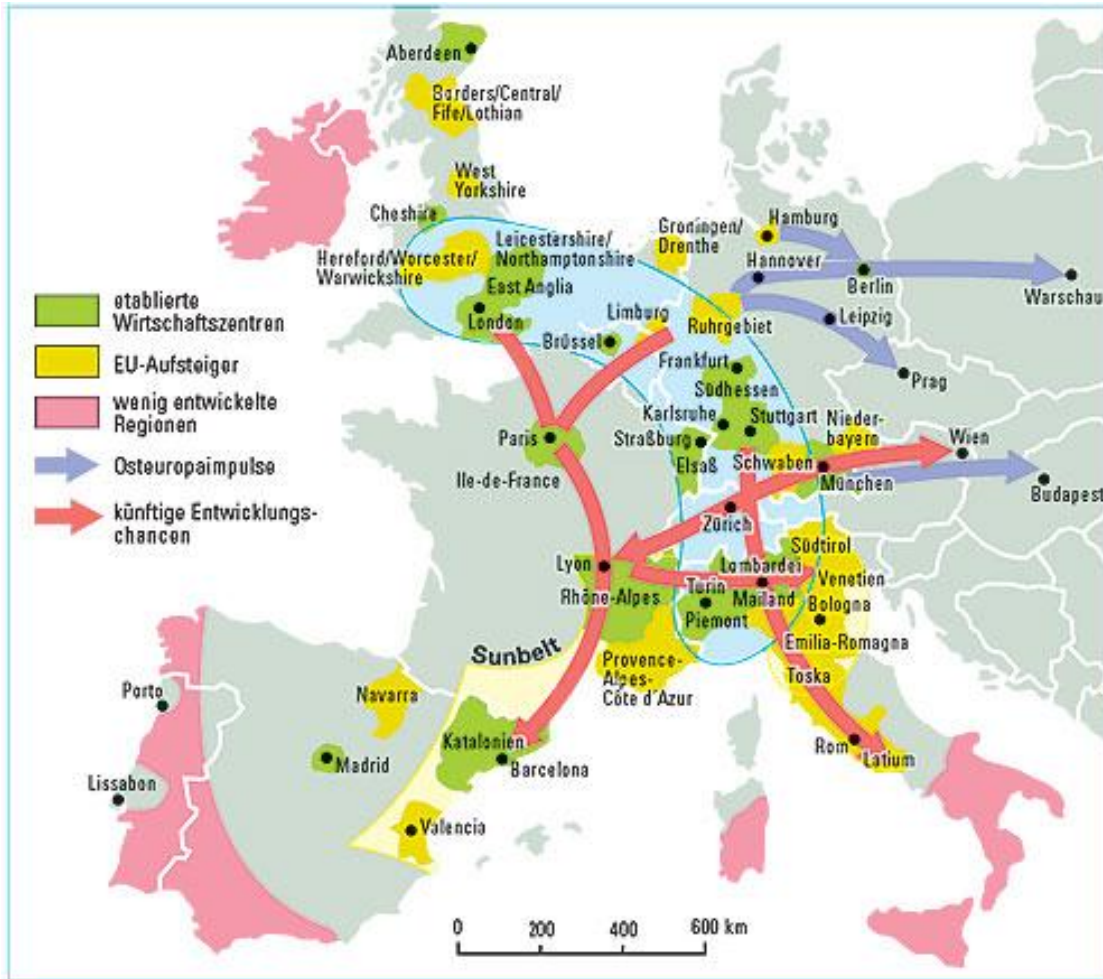 Aberdeen
Borders/Central/
Fife/Lothian
West
Yorkshire
Cheshire
Hereford/Worcester/
Warwickshire
Leicestershire/
Northamptonshire
East Anglia
London
Groningen/
Drenthe
Hamburg
Hannover
Berlin
Warschau
Leipzig
Limburg
Ruhrgebiet
Brüssel
Prag
Frankfurt
Südhessen
Karlsruhe
Stuttgart
Nieder-
bayern
Straßburg
Elsaß
Schwaben
München
Wien
Budapest
Paris
Ile-de-France
Zürich
Südtirol
Lyon
Rhône-Alpes
Lombardei
Turin
Mailand
Venetien
Piemont
Bologna
Emilia-Romagna
Sunbelt
Provence-
Alpes-
Côte d'Azur
Toska
Navarra
Porto
Madrid
Lissabon
Katalonien
Barcelona
Rom
Latium
Valencia
etablierte
Wirtschaftszentren
EU-Aufsteiger
wenig entwickelte
Regionen
Osteuropaimpulse
künftige Entwicklungs-
chancen
0 200 400 600 km